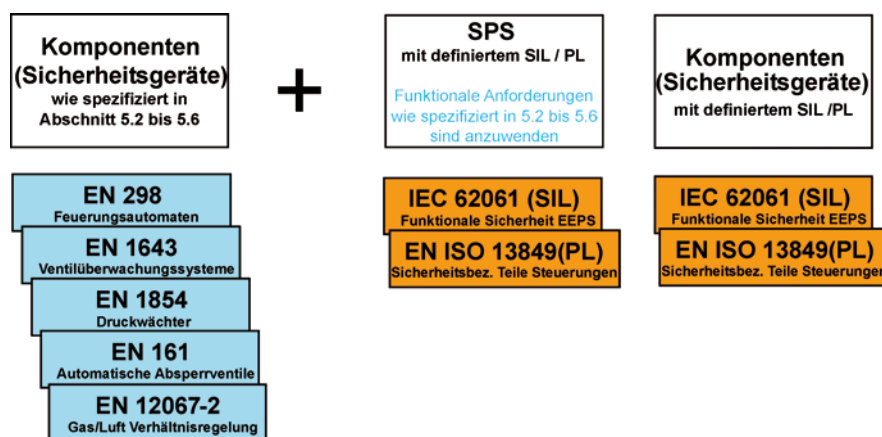 Komponenten
(Sicherheitsgeräte)
wie spezifiziert in
Abschnitt 5.2 bis 5.6
+
SPS
mit definiertem SIL / PL
Funktionale Anforderungen
wie spezifiziert in 5.2 bis 5.6
sind anzuwenden
Komponenten
(Sicherheitsgeräte)
mit definiertem SIL /PL
EN 298
Feuerungsautomaten
EN 1643
Ventilüberwachungssysteme
EN 1854
Druckwächter
EN 161
Automatische Absperrventile
EN 12067-2
Gas/Luft Verhältnisregelung
IEC 62061 (SIL)
Funktionale Sicherheit EEPS
EN ISO 13849(PL)
Sicherheitsbez. Teile Steuerungen
IEC 62061 (SIL)
Funktionale Sicherheit EEPS
EN ISO 13849(PL)
Sicherheitsbez. Teile Steuerungen